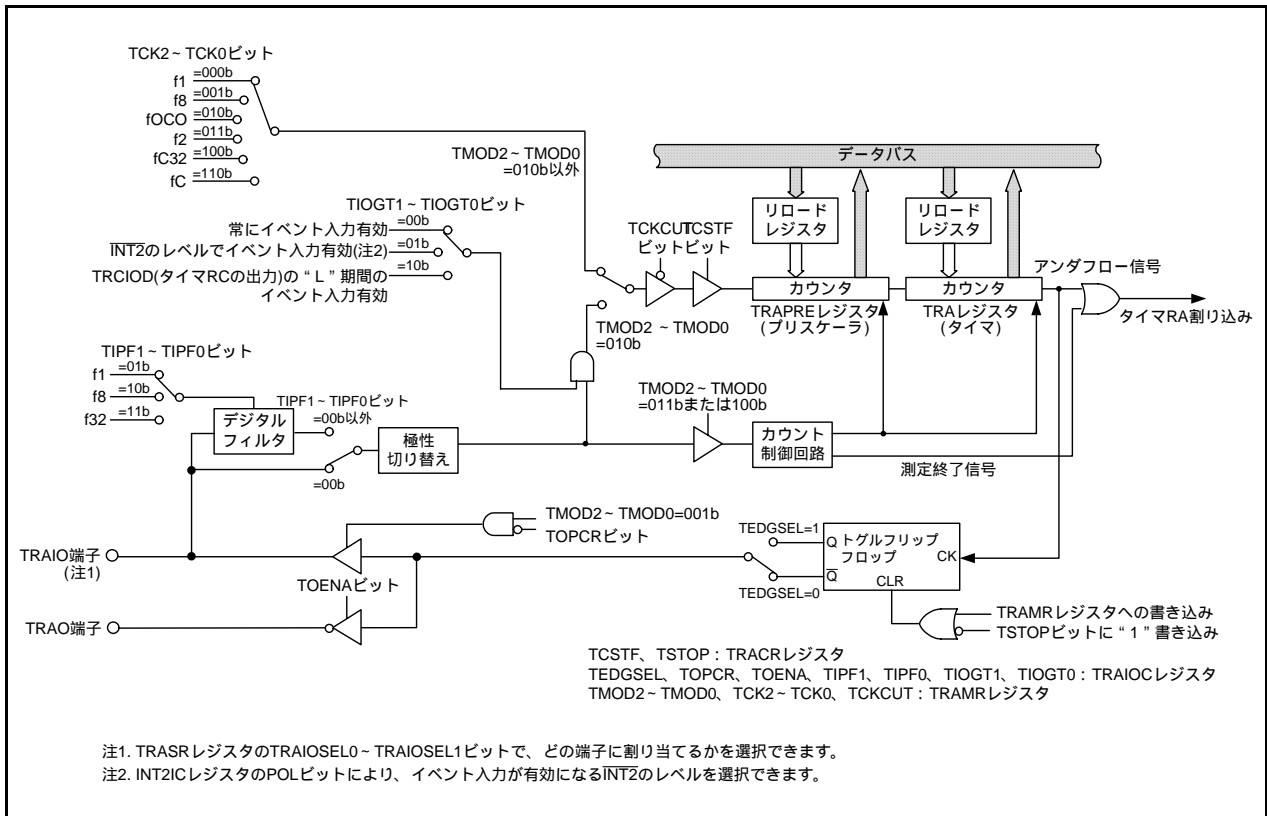 TCK2~TCK0ビット
f1 =000b
f8 =001b
fOCO =010b
f2 =011b
fC32 =100b
fC =110b
TMOD2~TMOD0
=010b以外
データバス
TIOGT1~TIOGT0ビット
常にイベント入力有効 =00b
INT2のレベルでイベント入力有効(注2) =01b
TRCIOD(タイマRCの出力)の“L”期間の
イベント入力有効
=10b
TCKCUT
ビット
TCSTF
ビット
リロード
レジスタ
リロード
レジスタ
カウンタ
TRAPREレジスタ
(プリスケーラ)
カウンタ
TRAレジスタ
(タイマ)
アンダフロー信号
タイマRA割り込み
TMOD2~TMOD0
=010b
TIPF1~TIPF0ビット
f1 =01b
f8 =10b
f32 =11b
デジタル
フィルタ
TIPF1~TIPF0ビット
=00b以外
=00b
極性
切り替え
TMOD2~TMOD0
=011bまたは100b
カウント
制御回路
測定終了信号
TMOD2~TMOD0=001b
TOPCRビット
TRAIO端子
(注1)
TOENAビット
TRAO端子
TEDGSEL=1
TEDGSEL=0
Q トグルフリップ
フロップ
CK
Q
CLR
TRAMRレジスタへの書き込み
TSTOPビットに“1”書き込み
TCSTF、TSTOP:TRACRレジスタ
TEDGSEL、TOPCR、TOENA、TIPF1、TIPF0、TIOGT1、TIOGT0:TRAIOCレジスタ
TMOD2~TMOD0、TCK2~TCK0、TCKCUT:TRAMRレジスタ
注1. TRASRレジスタのTRAIOSEL0~TRAIOSEL1ビットで、どの端子に割り当てるかを選択できます。
注2. INT2ICレジスタのPOLビットにより、イベント入力が有効になるINT2のレベルを選択できます。